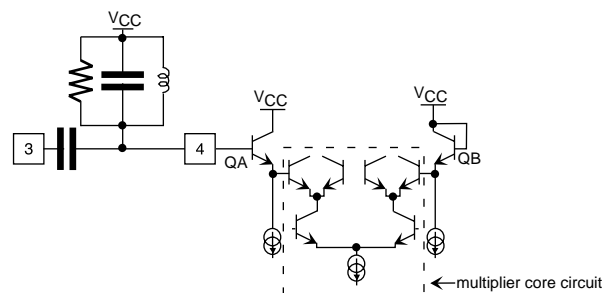 VCC
VCC
VCC
3
4
QA
QB
multiplier core circuit